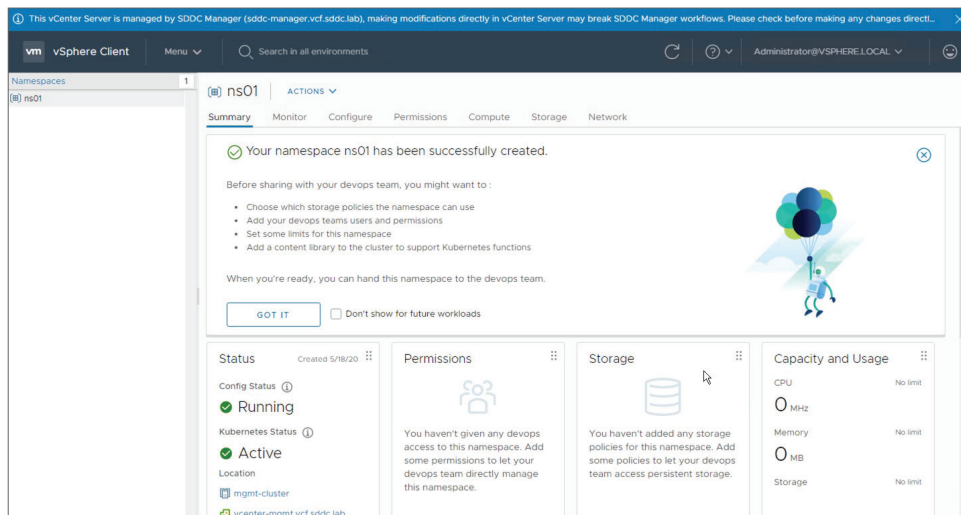 This vCenter Server is managed by SDDC Manager (sddc-manager.vcf.sddc.lab), making modifications directly in vCenter Server may break SDDC Manager workflows. Please check before making any changes directl...
vm vSphere Client Menu Search in all environments Administrator@VSPHERE.LOCAL
Namespaces 1
ns01
ns01 ACTIONS
Summary Monitor Configure Permissions Compute Storage Network
Your namespace ns01 has been successfully created.
Before sharing with your devops team, you might want to :
• Choose which storage policies the namespace can use
• Add your devops teams users and permissions
• Set some limits for this namespace
• Add a content library to the cluster to support Kubernetes functions
When you're ready, you can hand this namespace to the devops team.
GOT IT Don't show for future workloads
Status Created 5/18/20
Config Status
Running
Kubernetes Status
Active
Location
mgmt-cluster
vcenter-mgmt.vcf.sddc.lab
Permissions
You haven't given any devops
access to this namespace. Add
some permissions to let your
devops team directly manage
this namespace.
Storage
You haven't added any storage
policies for this namespace. Add
some policies to let your devops
team access persistent storage.
Capacity and Usage
CPU No limit
0 MHz
Memory No limit
0 MB
Storage No limit